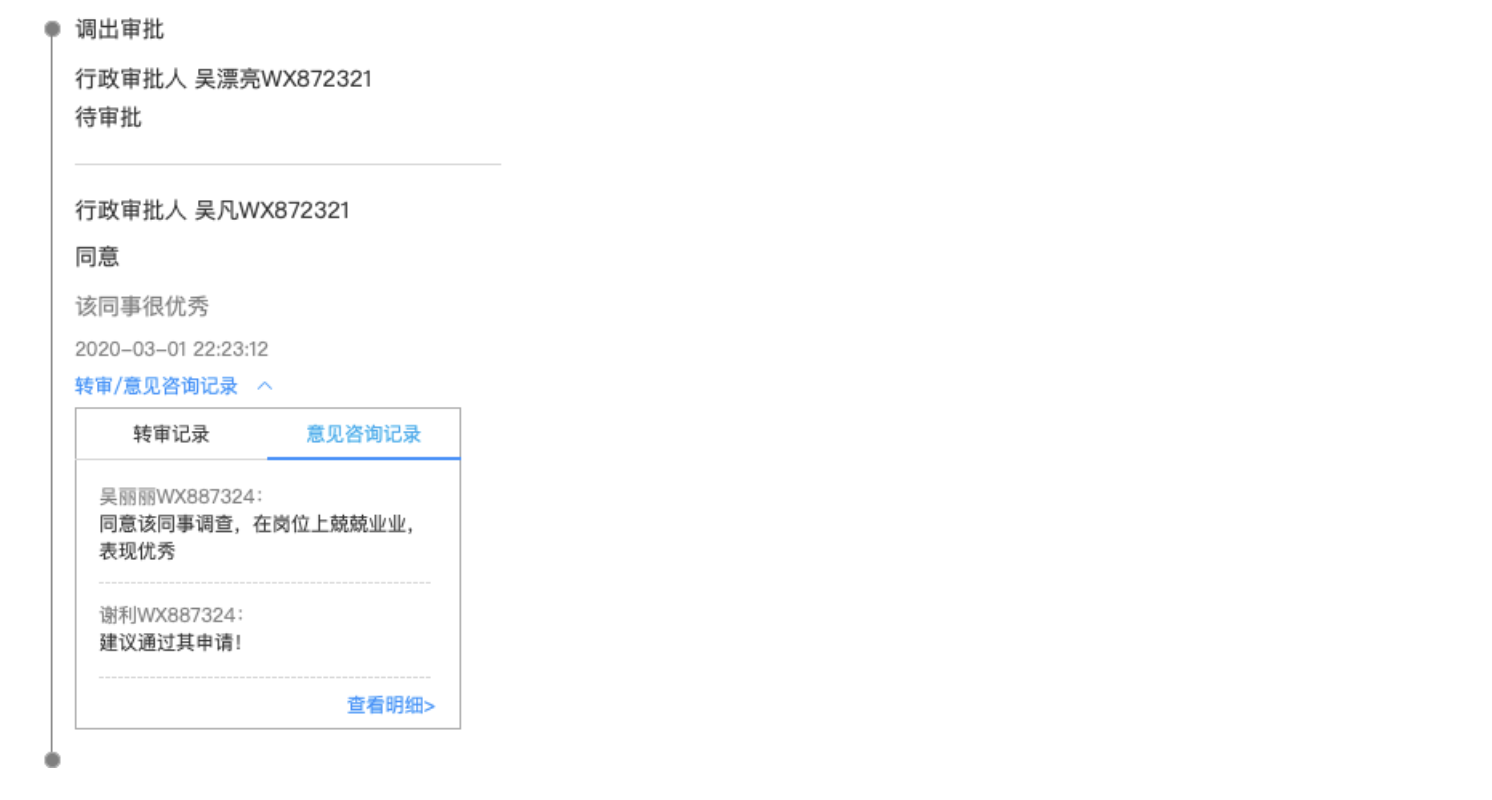 调出审批
行政审批人 吴漂亮WX872321
待审批
行政审批人 吴凡WX872321
同意
该同事很优秀
2020-03-01 22:23:12
转审/意见咨询记录
转审记录 意见咨询记录
吴丽丽WX887324：
同意该同事调查，在岗位上兢兢业业，
表现优秀
谢利WX887324：
建议通过其申请！
查看明细>